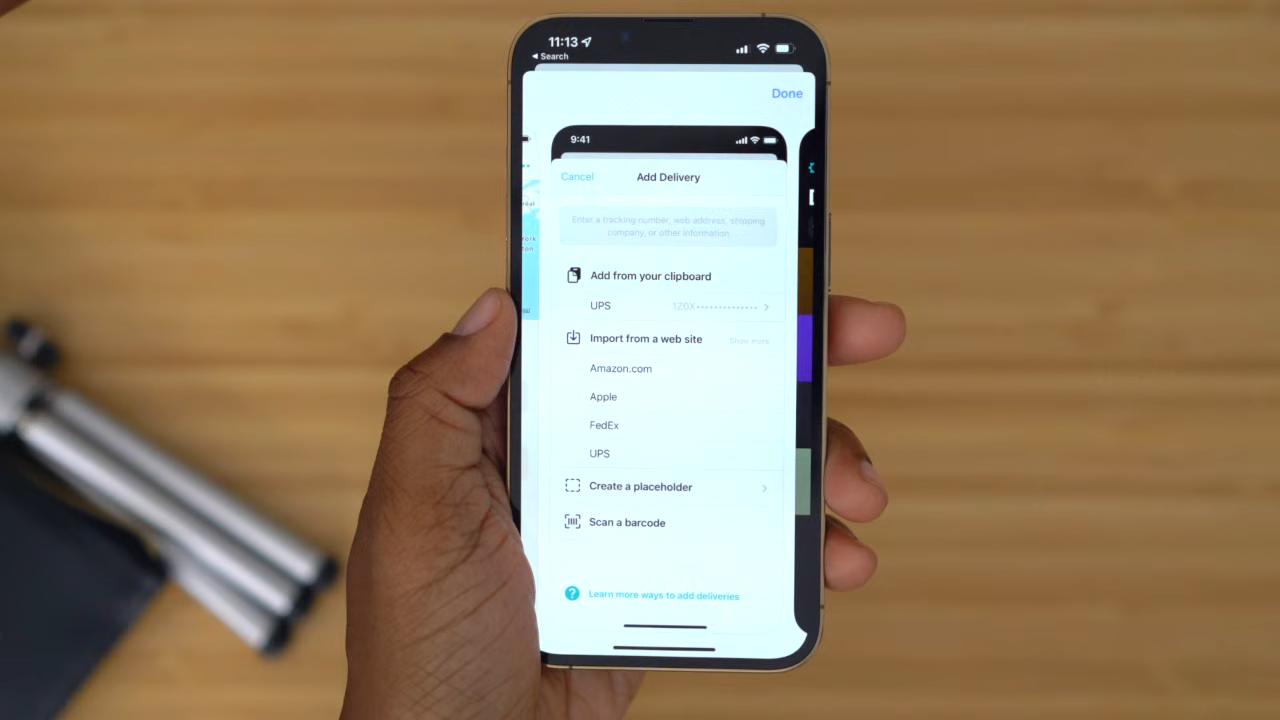 11:13
◀ Search
Done
9:41
Cancel
Add Delivery
Enter a tracking number, web address, shipping
company, or other information
Add from your clipboard
UPS
1Z0X••••••••••••••
Import from a web site
Show more
Amazon.com
Apple
FedEx
UPS
Create a placeholder
Scan a barcode
? Learn more ways to add deliveries